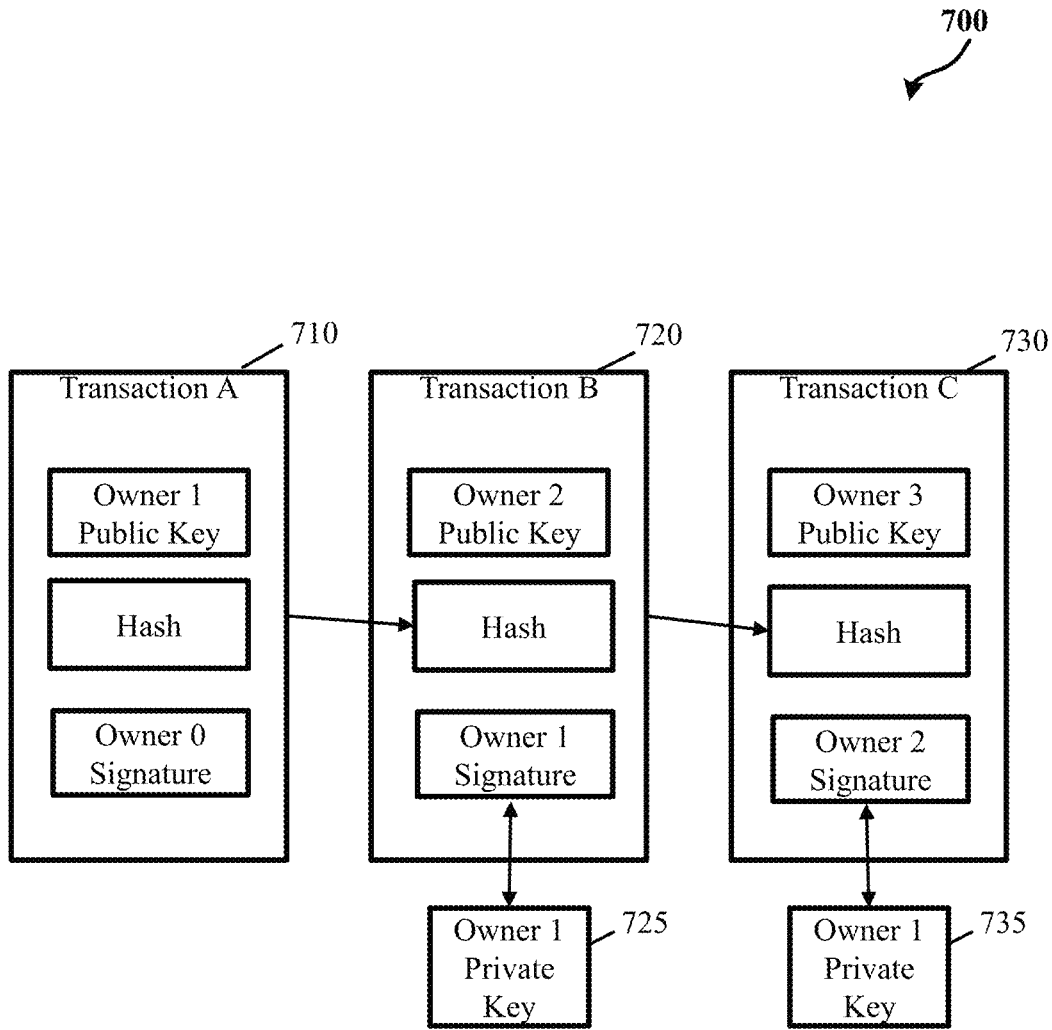 700
710
720
730
Transaction A
Transaction B
Transaction C
Owner 1
Public Key
Owner 2
Public Key
Owner 3
Public Key
Hash
Hash
Hash
Owner 0
Signature
Owner 1
Signature
Owner 2
Signature
Owner 1
Private
Key
725
Owner 1
Private
Key
735